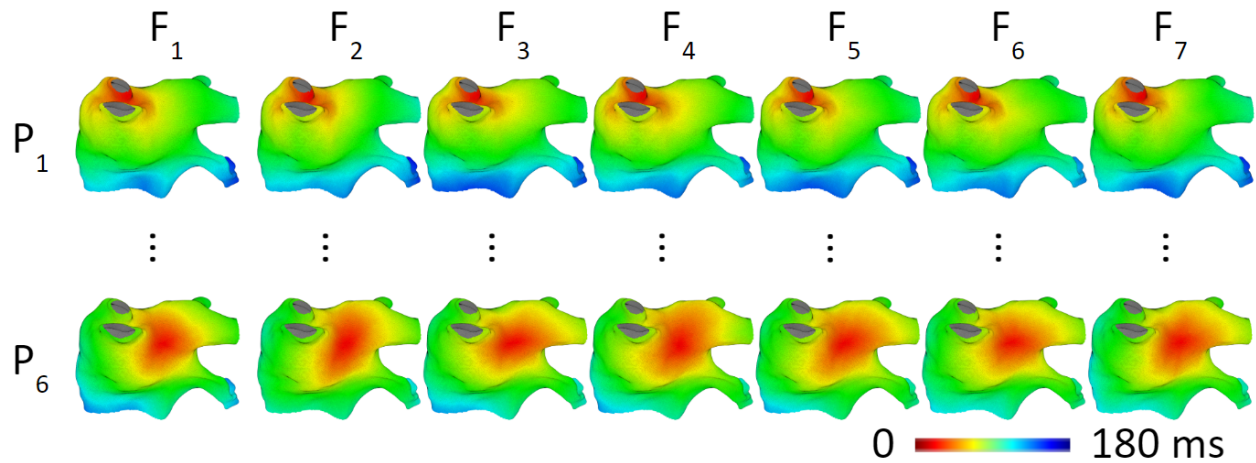 F1 F2 F3 F4 F5 F6 F7
P1
⋮ ⋮ ⋮ ⋮ ⋮ ⋮ ⋮
P6
0 180 ms